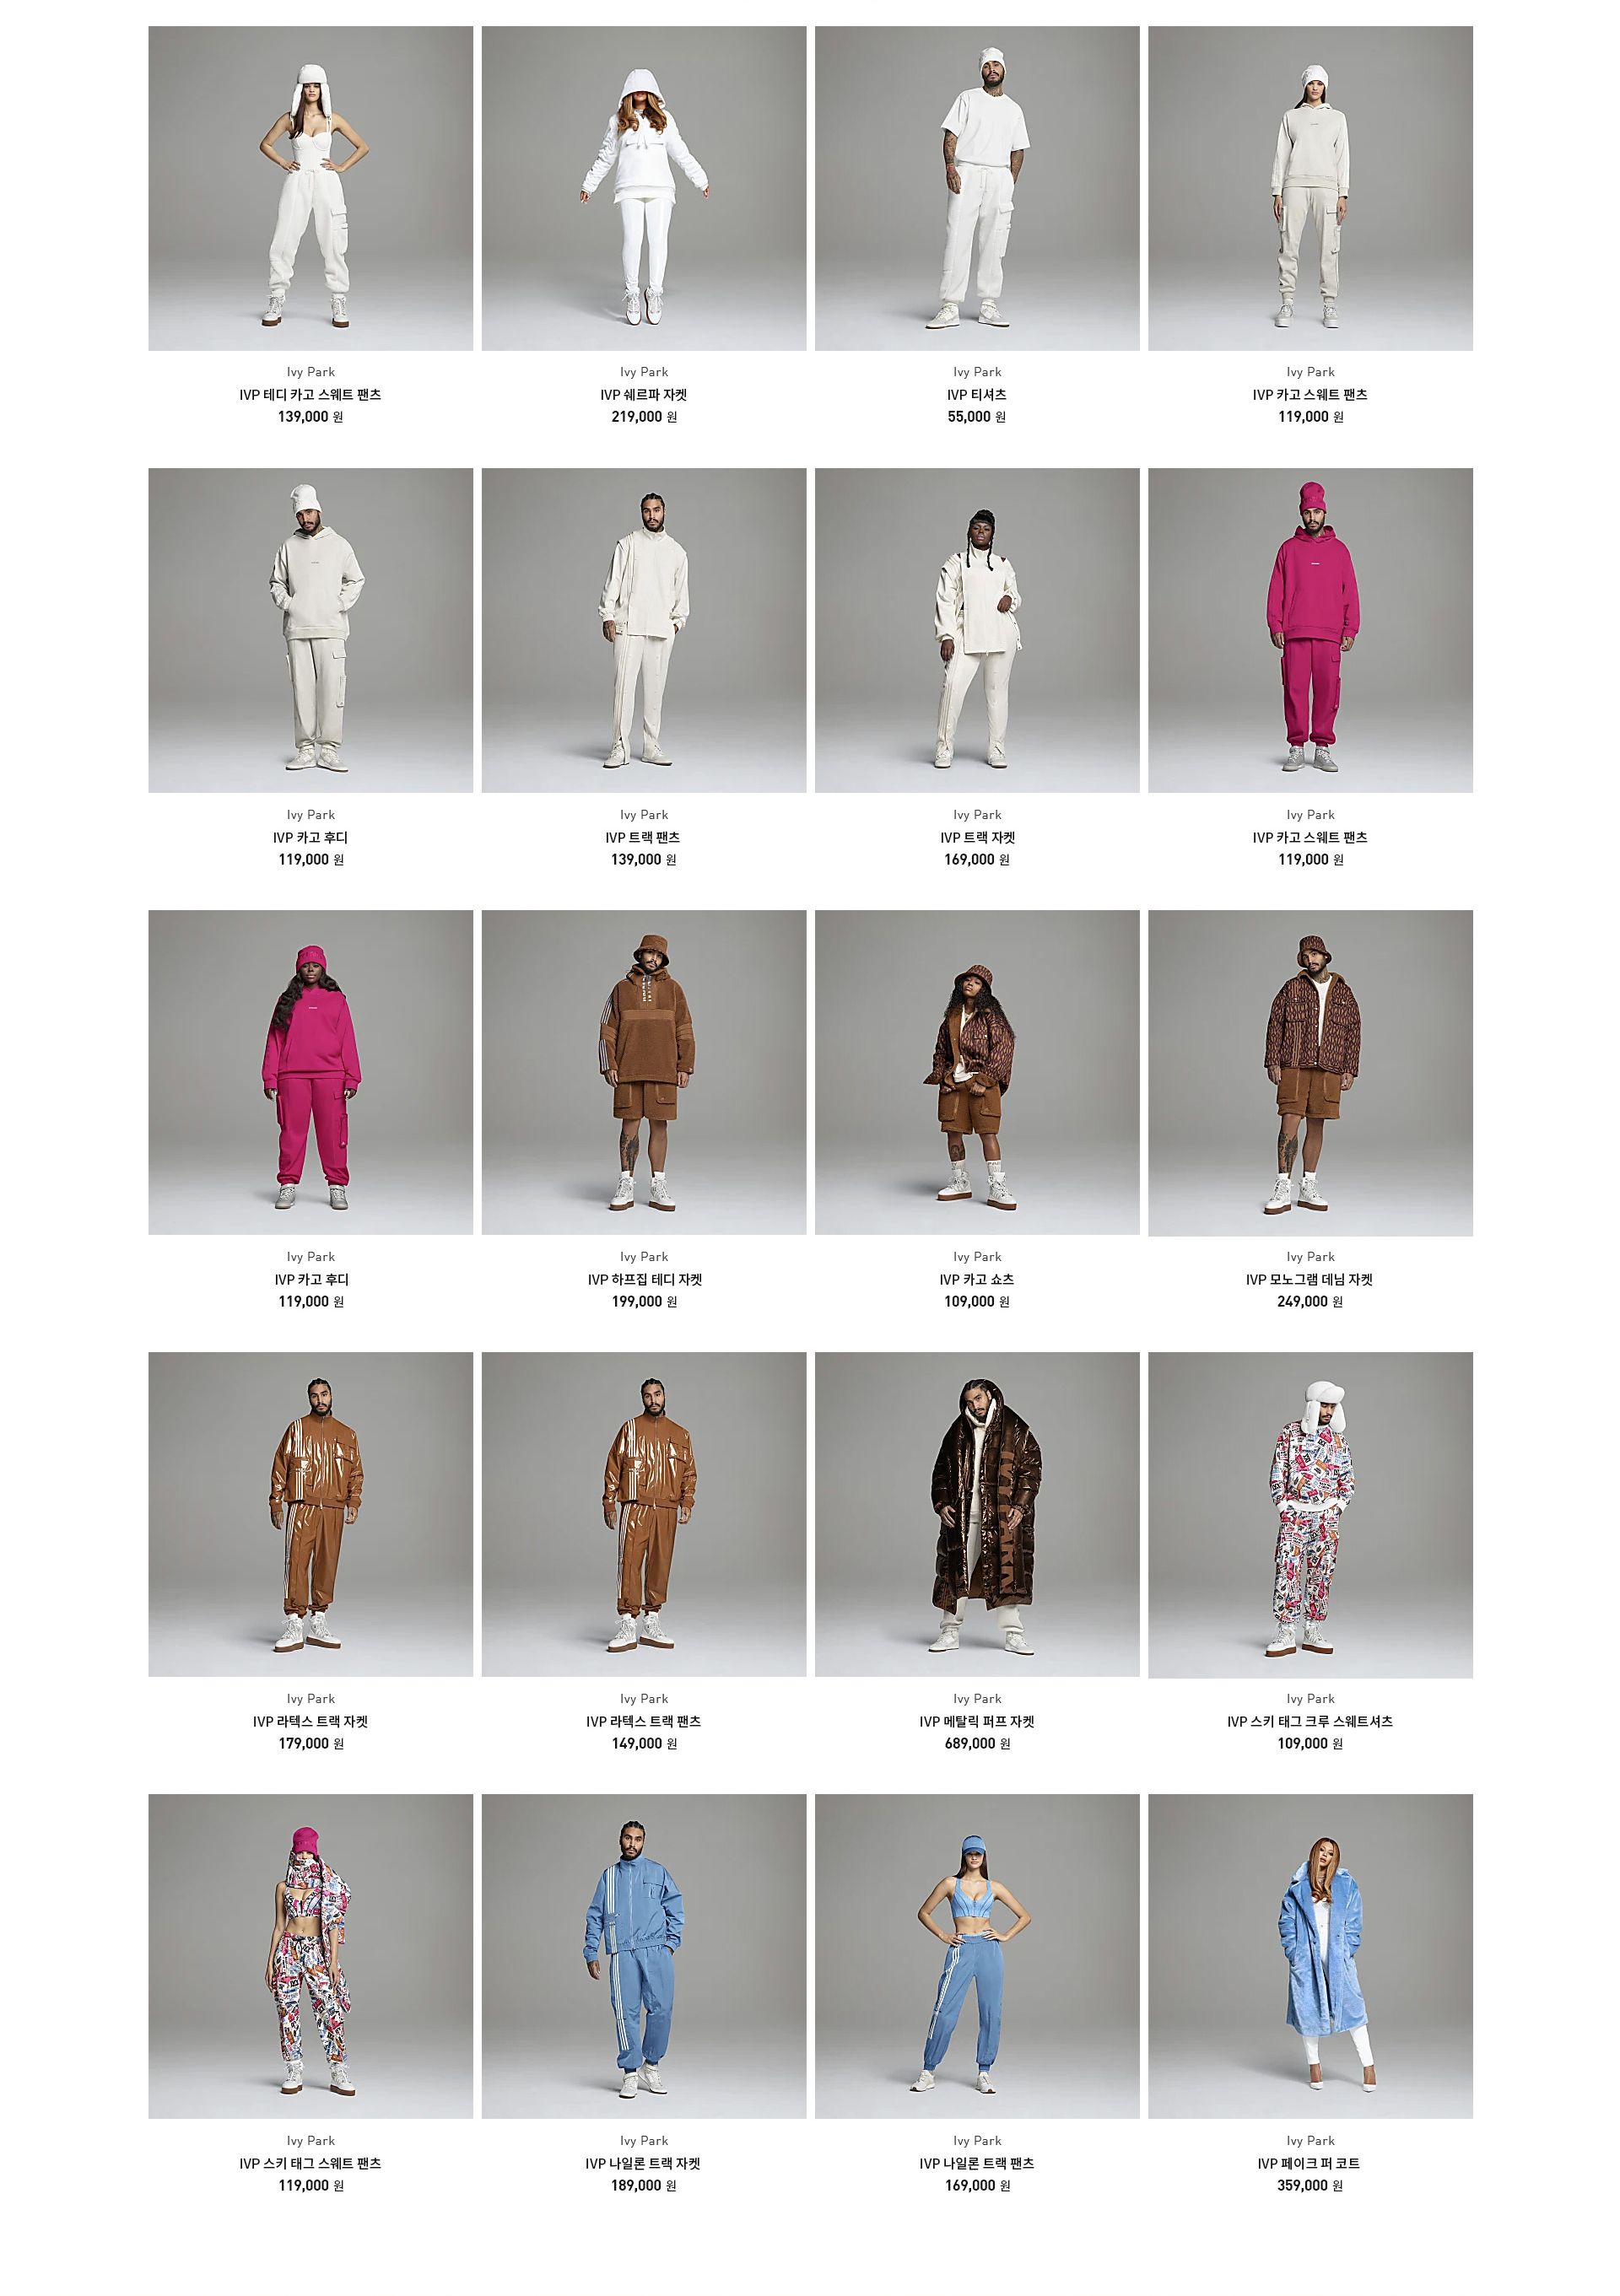 Ivy Park
IVP 테디 카고 스웨트 팬츠
139,000 원
Ivy Park
IVP 쉐르파 자켓
219,000 원
Ivy Park
IVP 티셔츠
55,000 원
Ivy Park
IVP 카고 스웨트 팬츠
119,000 원
Ivy Park
IVP 카고 후디
119,000 원
Ivy Park
IVP 트랙 팬츠
139,000 원
Ivy Park
IVP 트랙 자켓
169,000 원
Ivy Park
IVP 카고 스웨트 팬츠
119,000 원
Ivy Park
IVP 카고 후디
119,000 원
Ivy Park
IVP 하프집 테디 자켓
199,000 원
Ivy Park
IVP 카고 쇼츠
109,000 원
Ivy Park
IVP 모노그램 데님 자켓
249,000 원
Ivy Park
IVP 라텍스 트랙 자켓
179,000 원
Ivy Park
IVP 라텍스 트랙 팬츠
149,000 원
Ivy Park
IVP 메탈릭 퍼프 자켓
689,000 원
Ivy Park
IVP 스키 태그 크루 스웨트셔츠
109,000 원
Ivy Park
IVP 스키 태그 스웨트 팬츠
119,000 원
Ivy Park
IVP 나일론 트랙 자켓
189,000 원
Ivy Park
IVP 나일론 트랙 팬츠
169,000 원
Ivy Park
IVP 페이크 퍼 코트
359,000 원